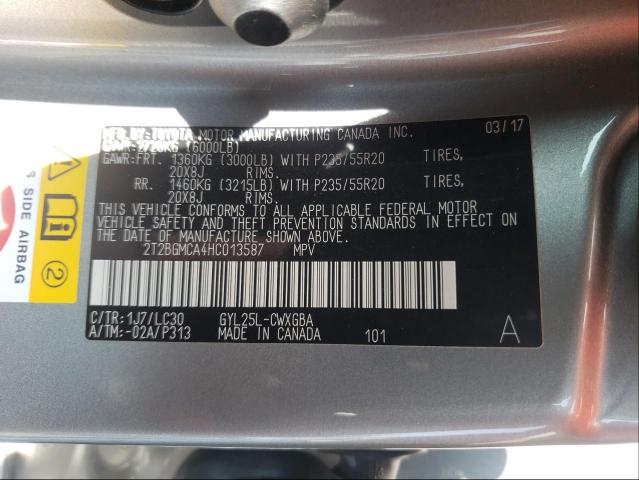 MFD. BY: TOYOTA MOTOR MANUFACTURING CANADA INC. 03/17
GVWR: 2720KG (6000LB)
GAWR-FRT. 1360KG (3000LB) WITH P235/55R20 TIRES,
20X8J RIMS.
RR. 1460KG (3215LB) WITH P235/55R20 TIRES,
20X8J RIMS.
THIS VEHICLE CONFORMS TO ALL APPLICABLE FEDERAL MOTOR
VEHICLE SAFETY AND THEFT PREVENTION STANDARDS IN EFFECT ON
THE DATE OF MANUFACTURE SHOWN ABOVE.
2T2BGMCA4HC013587 MPV
C/TR: 1J7/LC30 GYL25L-CWXGBA
A/TM: -02A/P313 MADE IN CANADA 101 A
SIDE AIRBAG
2